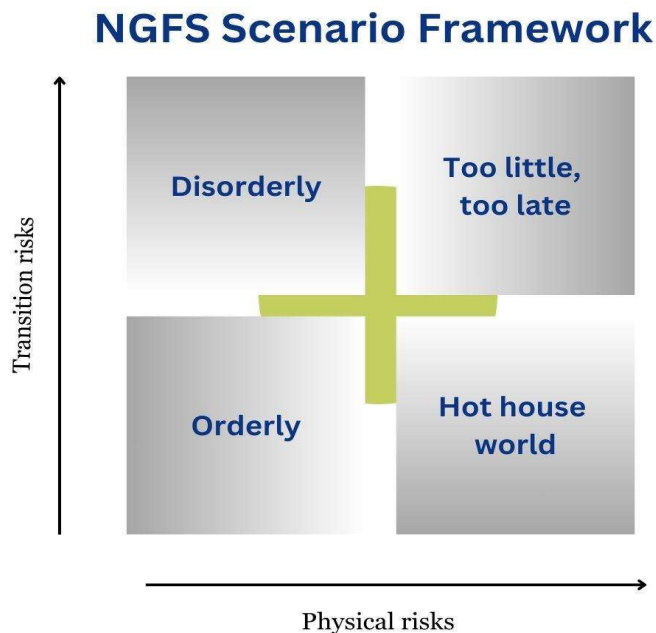 NGFS Scenario Framework
Transition risks
Disorderly
Too little,
too late
Orderly
Hot house
world
Physical risks